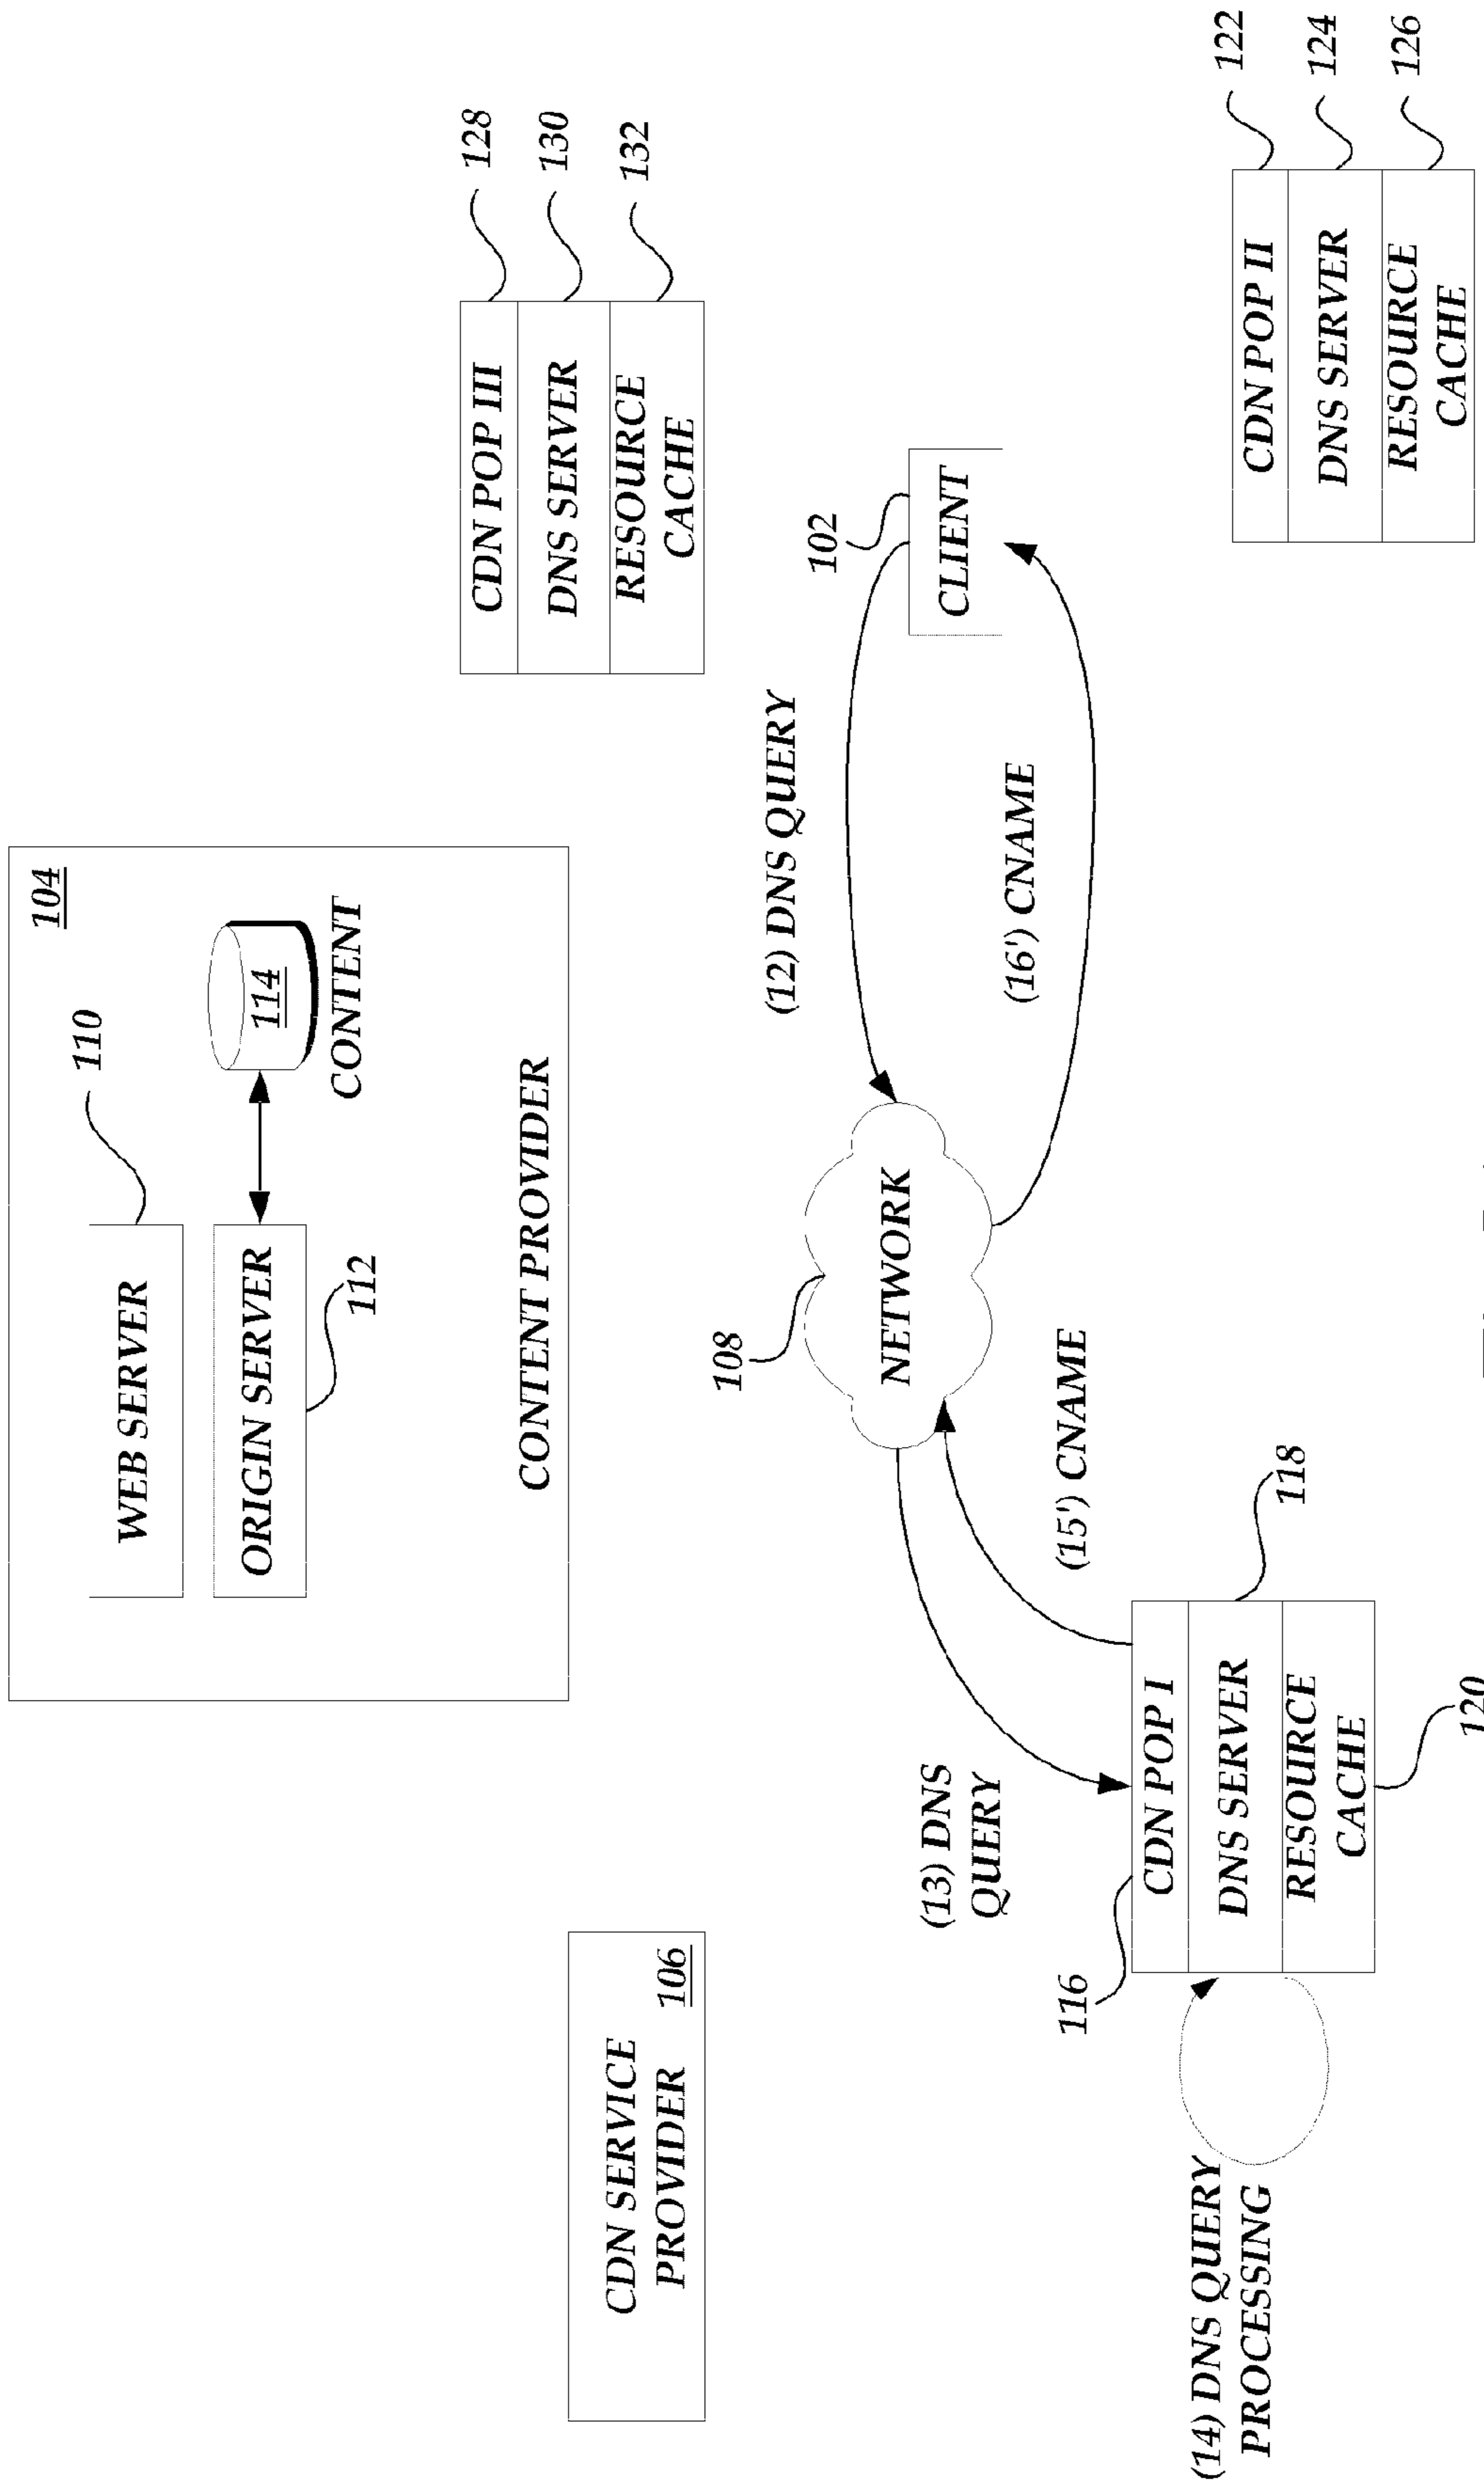 104
WEB SERVER
110
ORIGIN SERVER
112
114
CONTENT
CONTENT PROVIDER
CDN SERVICE
PROVIDER
106
CDN POP III
DNS SERVER
RESOURCE
CACHE
128
130
132
108
NETWORK
(12) DNS QUERY
102
CLIENT
(16') CNAME
(13) DNS
QUERY
(15') CNAME
116
CDN POP I
DNS SERVER
RESOURCE
CACHE
118
120
(14) DNS QUERY
PROCESSING
CDN POP II
DNS SERVER
RESOURCE
CACHE
122
124
126